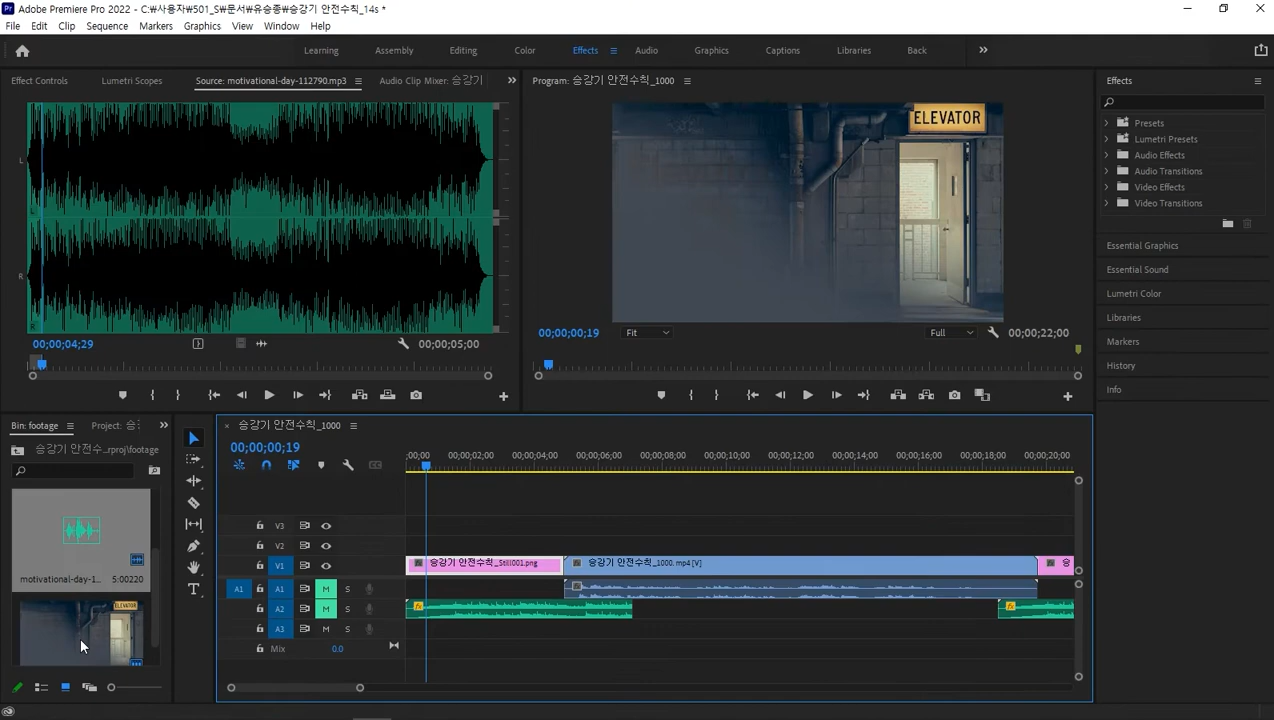 Adobe Premiere Pro 2022 - C:₩사용자₩501_S₩문서₩유승종₩승강기 안전수칙_14s *
File Edit Clip Sequence Markers Graphics View Window Help
Learning Assembly Editing Color Effects Audio Graphics Captions Libraries Back
Effect Controls Lumetri Scopes Source: motivational-day-112790.mp3 Audio Clip Mixer: 승강기
Program: 승강기 안전수칙_1000
Effects
ELEVATOR
Presets
Lumetri Presets
Audio Effects
Audio Transitions
Video Effects
Video Transitions
L
R
L
R
Essential Graphics
Essential Sound
Lumetri Color
Libraries
Markers
History
Info
00;00;04;29 00;00;05;00
00;00;00;19 Fit Full 00;00;22;00
Bin: footage Project: 승
승강기 안전수...rproj\footage
motivational-day-1... 5:00220
ELEVATOR
승강기 안전수칙_1000
00;00;00;19
;00;00 00;00;02;00 00;00;04;00 00;00;06;00 00;00;08;00 00;00;10;00 00;00;12;00 00;00;14;00 00;00;16;00 00;00;18;00 00;00;20;00
V3
V2
V1 승강기 안전수칙_Still001.png 승강기 안전수칙_1000.mp4 [V] 승
A1 A1 M S
A2 M S
A3 M S
Mix 0.0